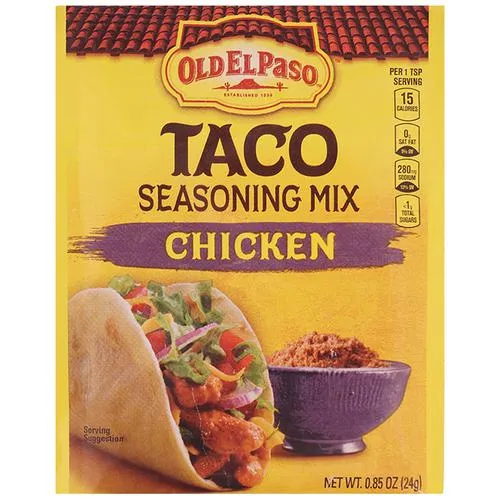 OLD EL PASO
ESTABLISHED 1938
TACO
SEASONING MIX
CHICKEN
PER 1 TSP
SERVING
15
CALORIES
0g
SAT FAT
0% DV
280mg
SODIUM
12% DV
<1g
TOTAL
SUGARS
Serving
Suggestion
NET WT. 0.85 OZ (24g)